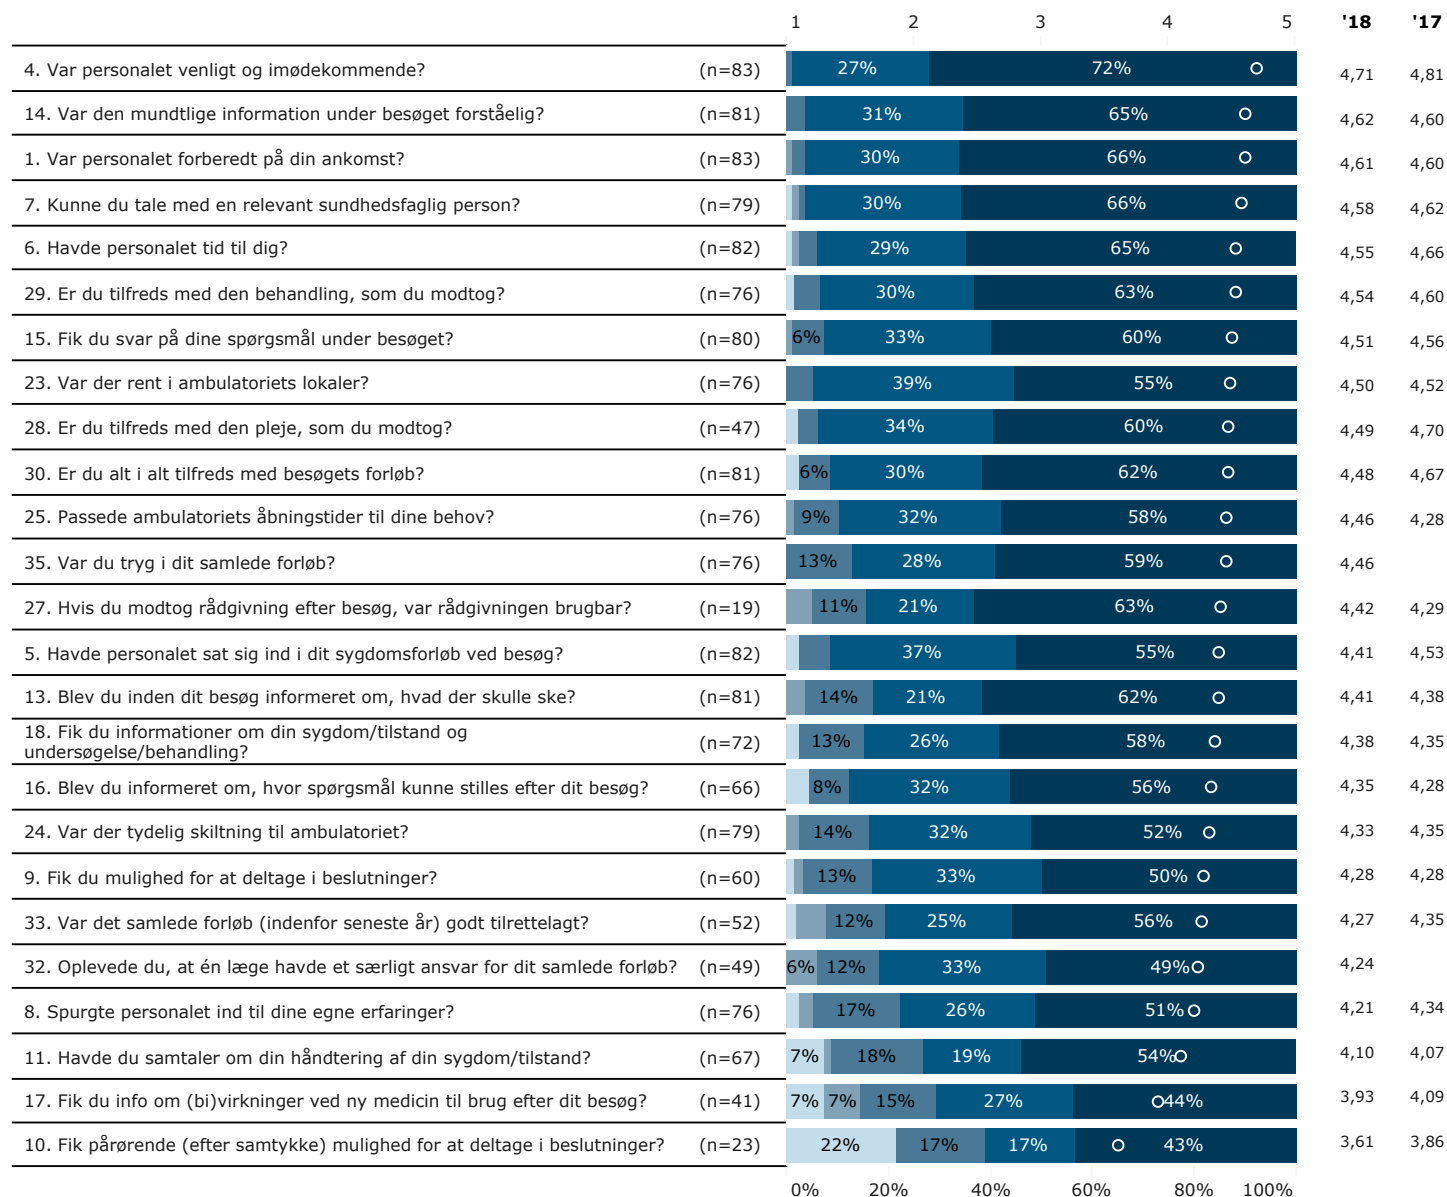 1 2 3 4 5 '18 '17
4. Var personalet venligt og imødekommende? (n=83) 27% 72% 4,71 4,81
14. Var den mundtlige information under besøget forståelig? (n=81) 31% 65% 4,62 4,60
1. Var personalet forberedt på din ankomst? (n=83) 30% 66% 4,61 4,60
7. Kunne du tale med en relevant sundhedsfaglig person? (n=79) 30% 66% 4,58 4,62
6. Havde personalet tid til dig? (n=82) 29% 65% 4,55 4,66
29. Er du tilfreds med den behandling, som du modtog? (n=76) 30% 63% 4,54 4,60
15. Fik du svar på dine spørgsmål under besøget? (n=80) 6% 33% 60% 4,51 4,56
23. Var der rent i ambulatoriets lokaler? (n=76) 39% 55% 4,50 4,52
28. Er du tilfreds med den pleje, som du modtog? (n=47) 34% 60% 4,49 4,70
30. Er du alt i alt tilfreds med besøgets forløb? (n=81) 6% 30% 62% 4,48 4,67
25. Passede ambulatoriets åbningstider til dine behov? (n=76) 9% 32% 58% 4,46 4,28
35. Var du tryg i dit samlede forløb? (n=76) 13% 28% 59% 4,46
27. Hvis du modtog rådgivning efter besøg, var rådgivningen brugbar? (n=19) 11% 21% 63% 4,42 4,29
5. Havde personalet sat sig ind i dit sygdomsforløb ved besøg? (n=82) 37% 55% 4,41 4,53
13. Blev du inden dit besøg informeret om, hvad der skulle ske? (n=81) 14% 21% 62% 4,41 4,38
18. Fik du informationer om din sygdom/tilstand og
undersøgelse/behandling? (n=72) 13% 26% 58% 4,38 4,35
16. Blev du informeret om, hvor spørgsmål kunne stilles efter dit besøg? (n=66) 8% 32% 56% 4,35 4,28
24. Var der tydelig skiltning til ambulatoriet? (n=79) 14% 32% 52% 4,33 4,35
9. Fik du mulighed for at deltage i beslutninger? (n=60) 13% 33% 50% 4,28 4,28
33. Var det samlede forløb (indenfor seneste år) godt tilrettelagt? (n=52) 12% 25% 56% 4,27 4,35
32. Oplevede du, at én læge havde et særligt ansvar for dit samlede forløb? (n=49) 6% 12% 33% 49% 4,24
8. Spurgte personalet ind til dine egne erfaringer? (n=76) 17% 26% 51% 4,21 4,34
11. Havde du samtaler om din håndtering af din sygdom/tilstand? (n=67) 7% 18% 19% 54% 4,10 4,07
17. Fik du info om (bi)virkninger ved ny medicin til brug efter dit besøg? (n=41) 7% 7% 15% 27% 44% 3,93 4,09
10. Fik pårørende (efter samtykke) mulighed for at deltage i beslutninger? (n=23) 22% 17% 17% 43% 3,61 3,86
0% 20% 40% 60% 80% 100%